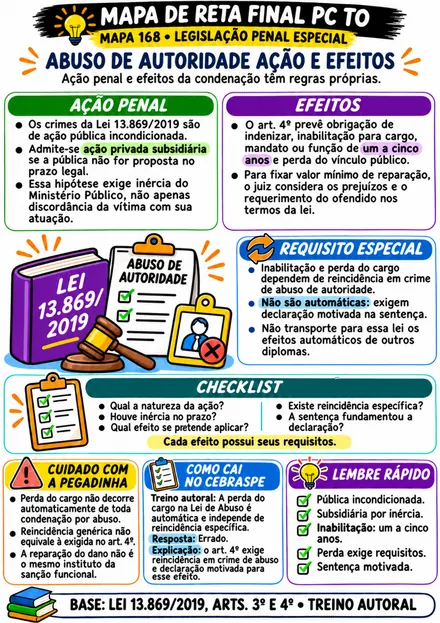 MAPA DE RETA FINAL PC TO
MAPA 168 • LEGISLAÇÃO PENAL ESPECIAL
ABUSO DE AUTORIDADE AÇÃO E EFEITOS
Ação penal e efeitos da condenação têm regras próprias.
AÇÃO PENAL
• Os crimes da Lei 13.869/2019 são
de ação pública incondicionada.
• Admite-se ação privada subsidiária
se a pública não for proposta no
prazo legal.
• Essa hipótese exige inércia do
Ministério Público, não apenas
discordância da vítima com sua
atuação.
EFEITOS
• O art. 4º prevê obrigação de
indenizar, inabilitação para cargo,
mandato ou função de um a cinco
anos e perda do vínculo público.
• Para fixar valor mínimo de reparação,
o juiz considera os prejuízos e o
requerimento do ofendido nos
termos da lei.
LEI
13.869/
2019
ABUSO DE
AUTORIDADE
REQUISITO ESPECIAL
• Inabilitação e perda do cargo
dependem de reincidência em crime
de abuso de autoridade.
• Não são automáticas: exigem
declaração motivada na sentença.
• Não transporte para essa lei os
efeitos automáticos de outros
diplomas.
CHECKLIST
• Qual a natureza da ação?
• Houve inércia no prazo?
• Qual efeito se pretende aplicar?
• Existe reincidência específica?
• A sentença fundamentou a
declaração?
Cada efeito possui seus requisitos.
CUIDADO COM
A PEGADINHA
• Perda do cargo não decorre
automaticamente de toda
condenação por abuso.
• Reincidência genérica não
equivale à exigida no art. 4º.
• A reparação do dano não é
o mesmo instituto da
sanção funcional.
COMO CAI
NO CEBRASPE
Treino autoral: A perda do
cargo na Lei de Abuso é
automática e independe de
reincidência específica.
Resposta: Errado.
Explicação: o art. 4º exige
reincidência em crime de abuso
e declaração motivada para
esse efeito.
LEMBRE RÁPIDO
Pública incondicionada.
Subsidiária por inércia.
Inabilitação: um a cinco
anos.
Perda exige requisitos.
Sentença motivada.
BASE: LEI 13.869/2019, ARTS. 3º E 4º • TREINO AUTORAL